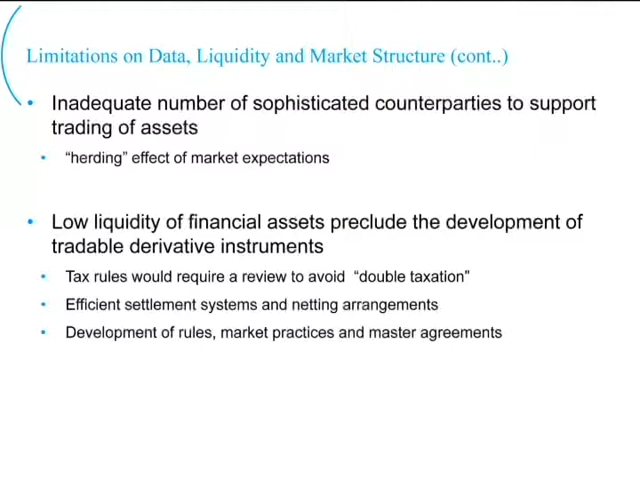 Limitations on Data, Liquidity and Market Structure (cont..)
• Inadequate number of sophisticated counterparties to support
trading of assets
• “herding” effect of market expectations
• Low liquidity of financial assets preclude the development of
tradable derivative instruments
• Tax rules would require a review to avoid “double taxation”
• Efficient settlement systems and netting arrangements
• Development of rules, market practices and master agreements